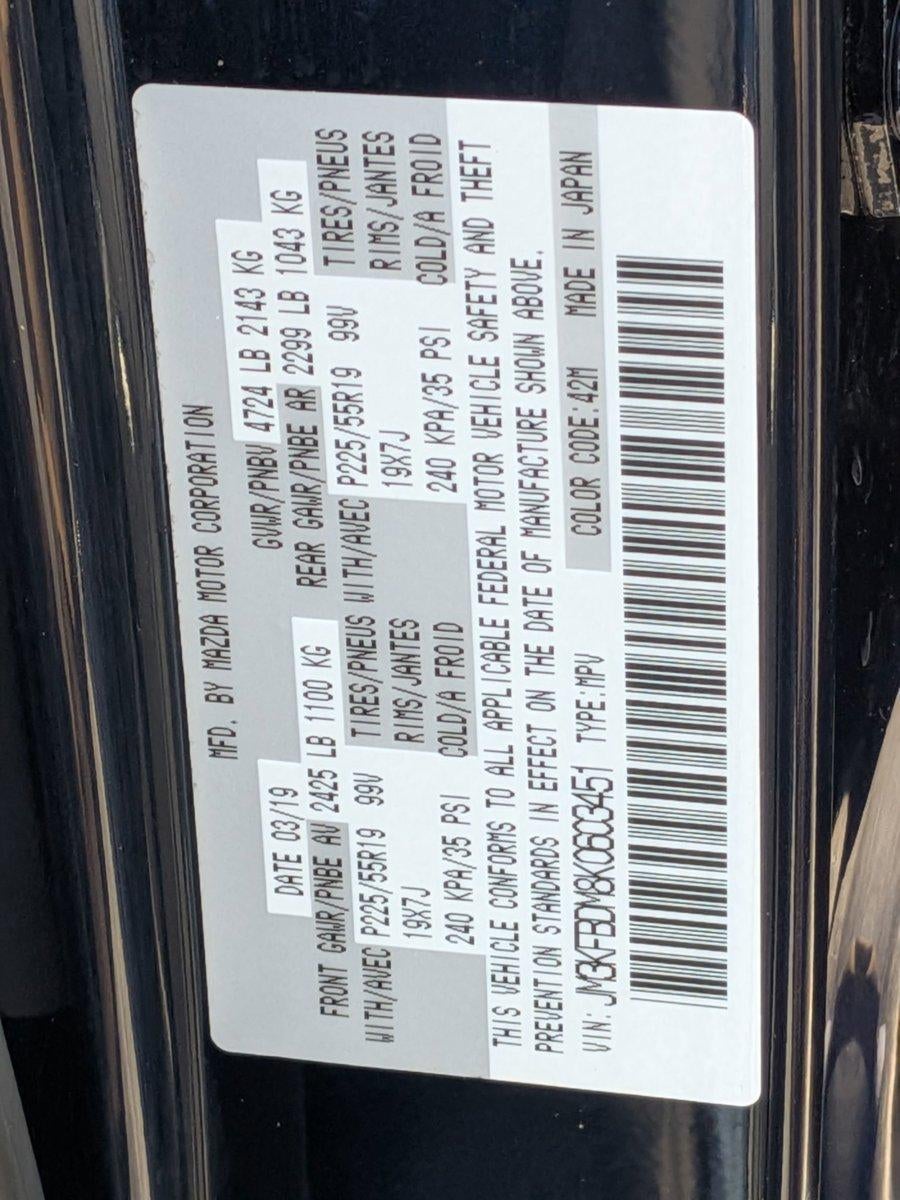 MFD. BY MAZDA MOTOR CORPORATION
DATE 03/19 GVWR/PNBV 4724 LB 2143 KG
FRONT GAWR/PNBE AV 2425 LB 1100 KG REAR GAWR/PNBE AR 2299 LB 1043 KG
WITH/AVEC P225/55R19 99V TIRES/PNEUS WITH/AVEC P225/55R19 99V TIRES/PNEUS
19X7J RIMS/JANTES 19X7J RIMS/JANTES
240 KPA/35 PSI COLD/A FROID 240 KPA/35 PSI COLD/A FROID
THIS VEHICLE CONFORMS TO ALL APPLICABLE FEDERAL MOTOR VEHICLE SAFETY AND THEFT
PREVENTION STANDARDS IN EFFECT ON THE DATE OF MANUFACTURE SHOWN ABOVE.
VIN: JM3KFBDM8K0603451 TYPE:MPV COLOR CODE:42M MADE IN JAPAN